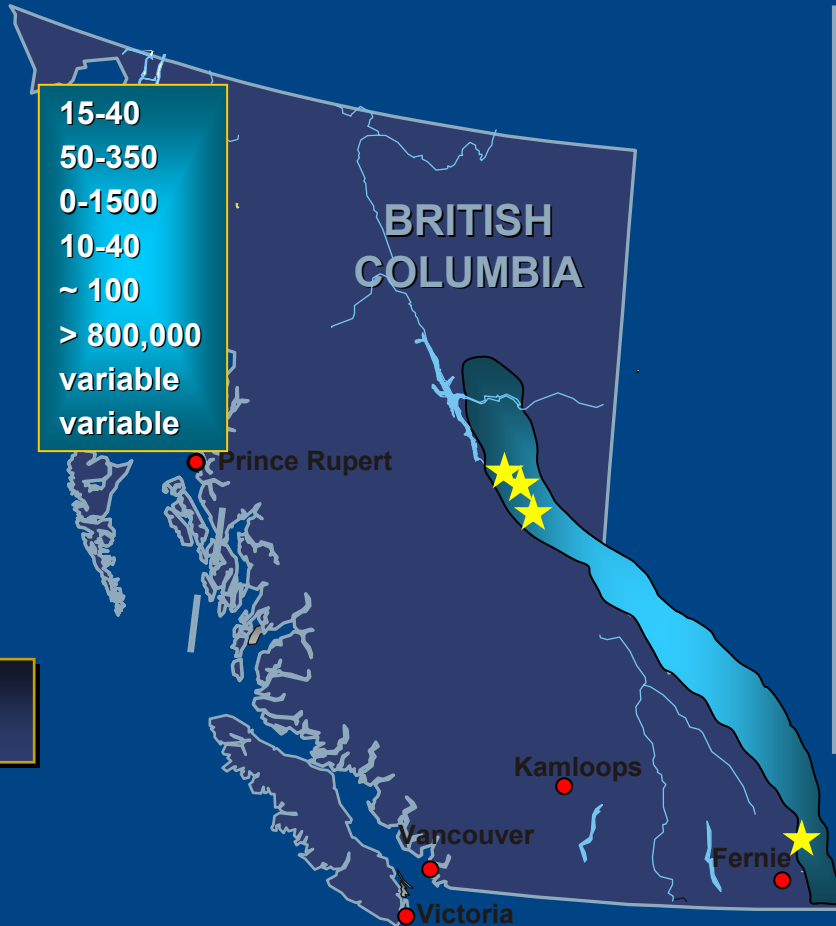 15-40
50-350
0-1500
10-40
~ 100
> 800,000
variable
variable
BRITISH
COLUMBIA
Prince Rupert
Kamloops
Vancouver
Fernie
Victoria